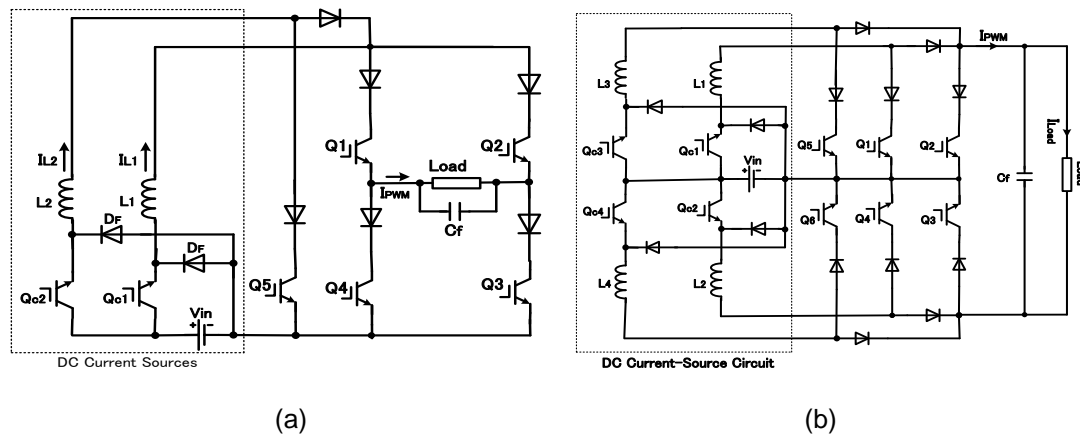 IL2
IL1
L2
L1
DF
DF
Qc2
Qc1
Vin
+ -
Q1
Q2
Load
IPWM
Cf
Q5
Q4
Q3
DC Current Sources
(a)
IPWM
L3
L1
ILoad
Qc3
Qc1
Q5
Q1
Q2
Vin
+ -
Cf
Load
Qc4
Qc2
Q6
Q4
Q3
L4
L2
DC Current-Source Circuit
(b)